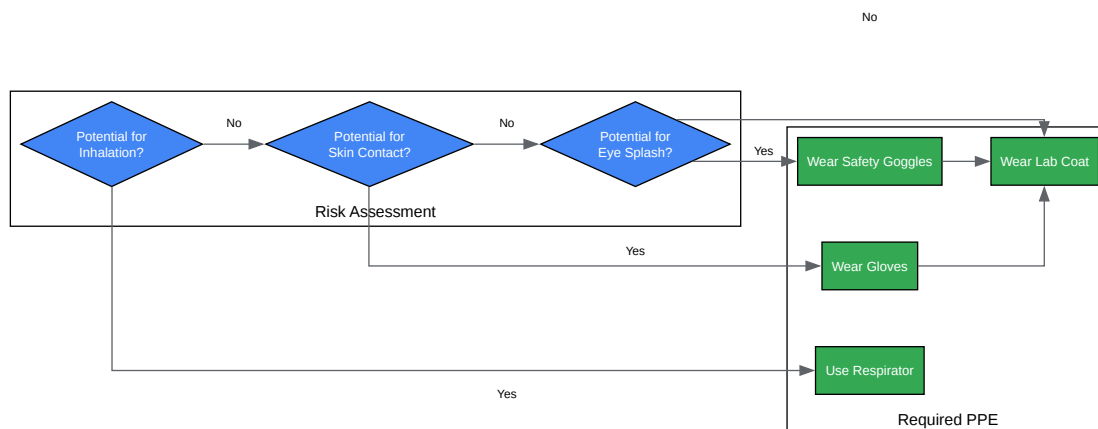 No
Potential for
Inhalation?
No
Potential for
Skin Contact?
No
Potential for
Eye Splash?
Yes
Wear Safety Goggles
Wear Lab Coat
Risk Assessment
Yes
Wear Gloves
Use Respirator
Yes
Required PPE